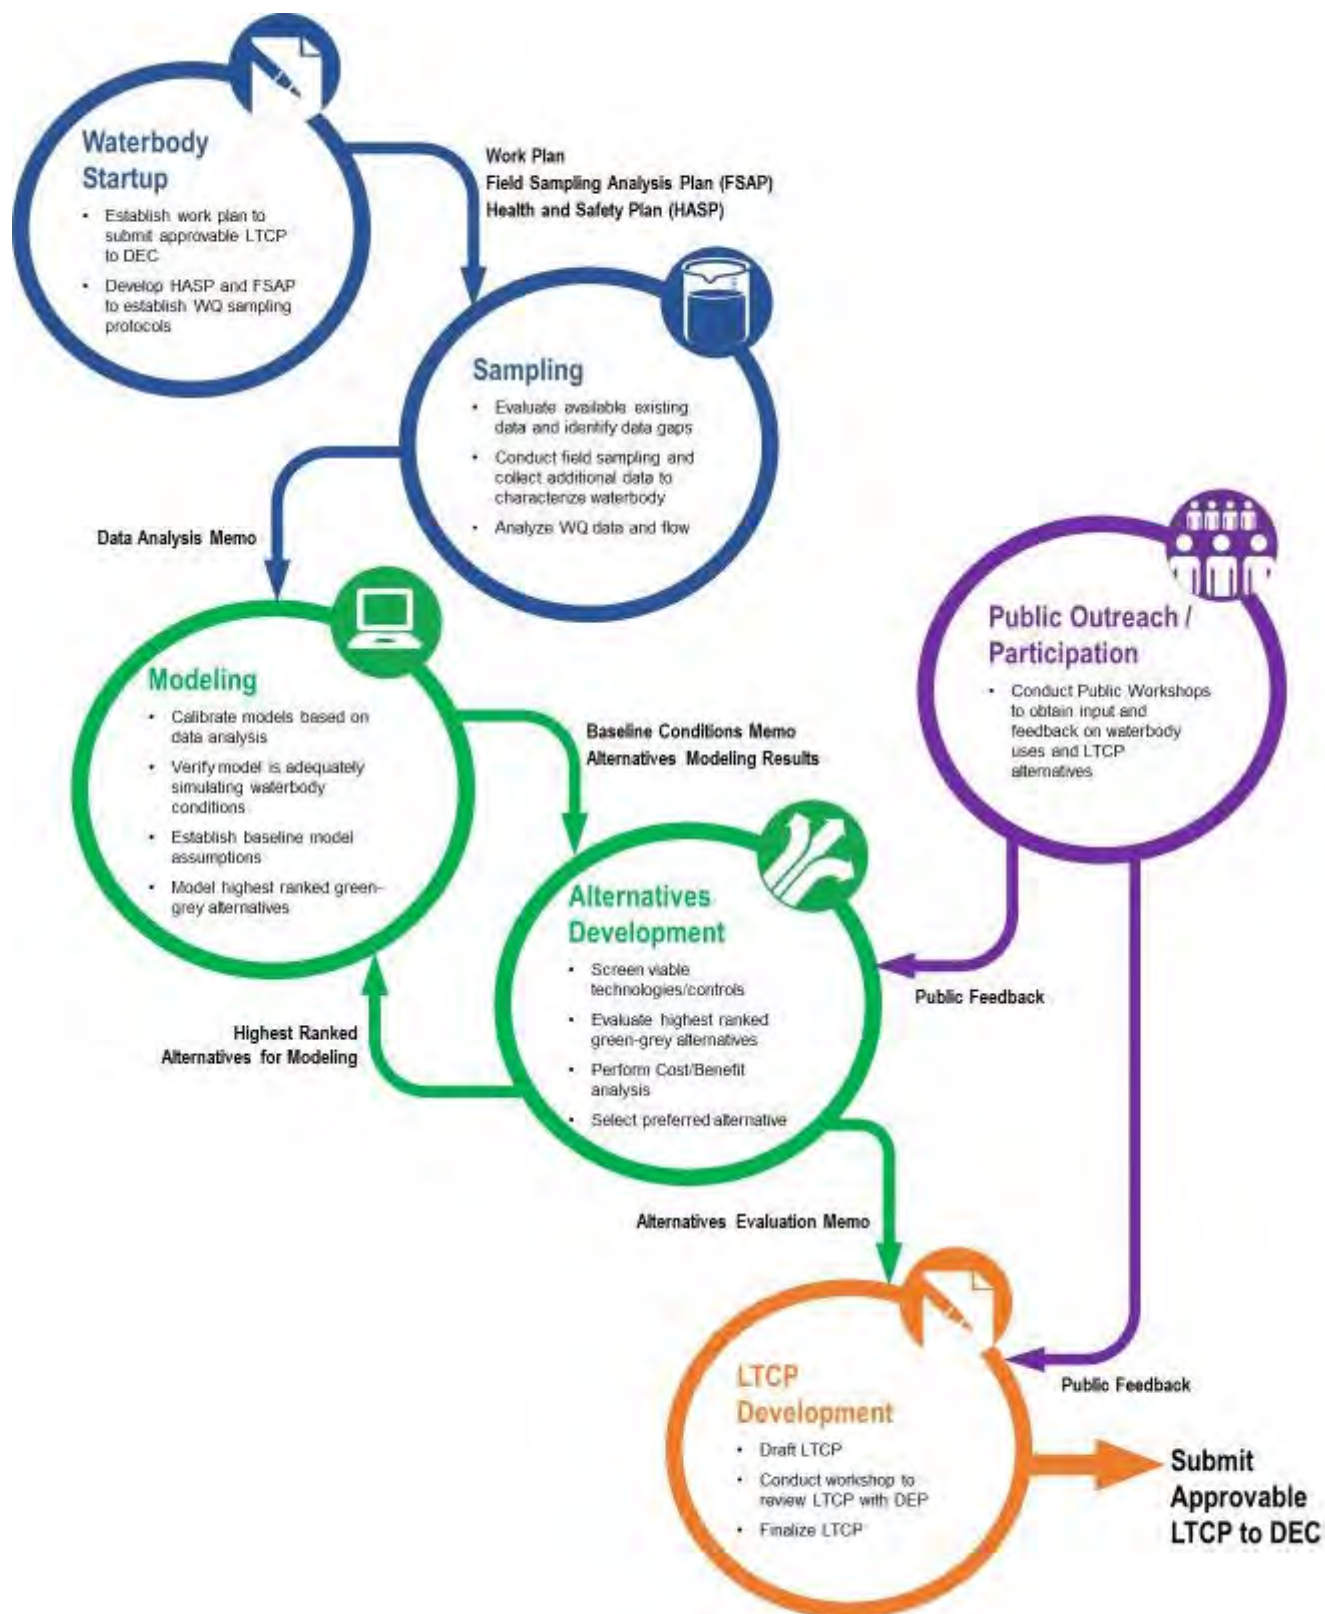 Waterbody
Startup
• Establish work plan to
submit approvable LTCP
to DEC
• Develop HASP and FSAP
to establish WQ sampling
protocols
Work Plan
Field Sampling Analysis Plan (FSAP)
Health and Safety Plan (HASP)
Sampling
• Evaluate available existing
data and identify data gaps
• Conduct field sampling and
collect additional data to
characterize waterbody
• Analyze WQ data and flow
Data Analysis Memo
Modeling
• Calibrate models based on
data analysis
• Verify model is adequately
simulating waterbody
conditions
• Establish baseline model
assumptions
• Model highest ranked green-
grey alternatives
Baseline Conditions Memo
Alternatives Modeling Results
Public Outreach /
Participation
• Conduct Public Workshops
to obtain input and
feedback on waterbody
uses and LTCP
alternatives
Alternatives
Development
• Screen viable
technologies/controls
• Evaluate highest ranked
green-grey alternatives
• Perform Cost/Benefit
analysis
• Select preferred alternative
Public Feedback
Highest Ranked
Alternatives for Modeling
Alternatives Evaluation Memo
LTCP
Development
• Draft LTCP
• Conduct workshop to
review LTCP with DEP
• Finalize LTCP
Public Feedback
Submit
Approvable
LTCP to DEC